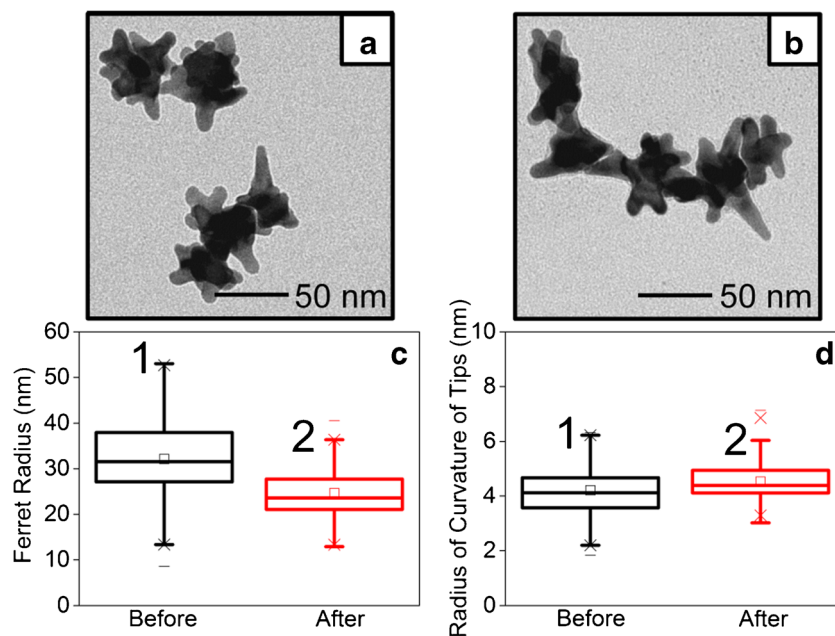 a
50 nm
b
50 nm
c
Ferret Radius (nm)
60
50
40
30
20
10
0
1
2
Before
After
d
Radius of Curvature of Tips (nm)
10
8
6
4
2
0
1
2
Before
After